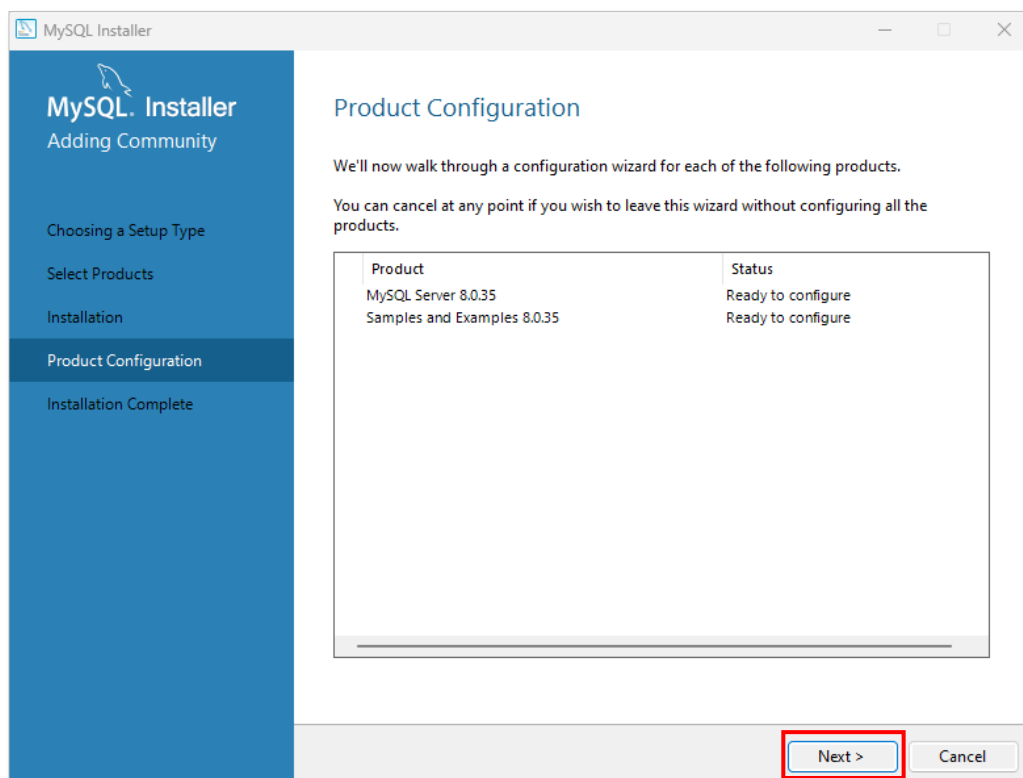 MySQL Installer
MySQL. Installer
Adding Community
Choosing a Setup Type
Select Products
Installation
Product Configuration
Installation Complete
Product Configuration
We'll now walk through a configuration wizard for each of the following products.
You can cancel at any point if you wish to leave this wizard without configuring all the
products.
Product Status
MySQL Server 8.0.35 Ready to configure
Samples and Examples 8.0.35 Ready to configure
Next > Cancel